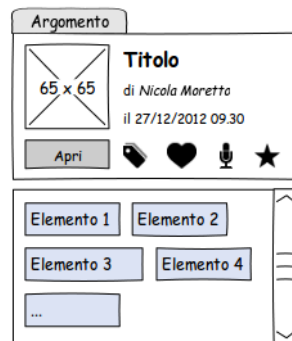 Argomento
Titolo
65 x 65
di Nicola Moretto
il 27/12/2012 09.30
Apri
Elemento 1 Elemento 2
Elemento 3 Elemento 4
...